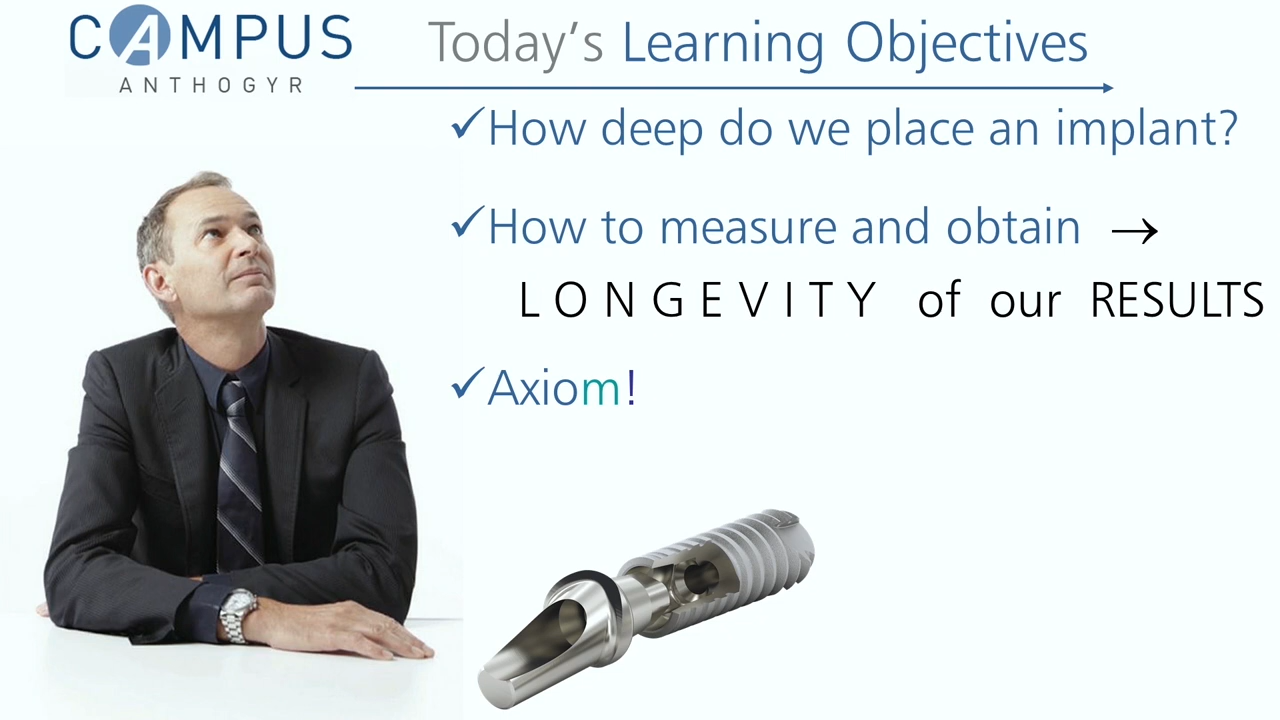 CAMPUS
ANTHOGYR
Today's Learning Objectives
✓How deep do we place an implant?
✓How to measure and obtain →
LONGEVITY of our RESULTS
✓Axiom!